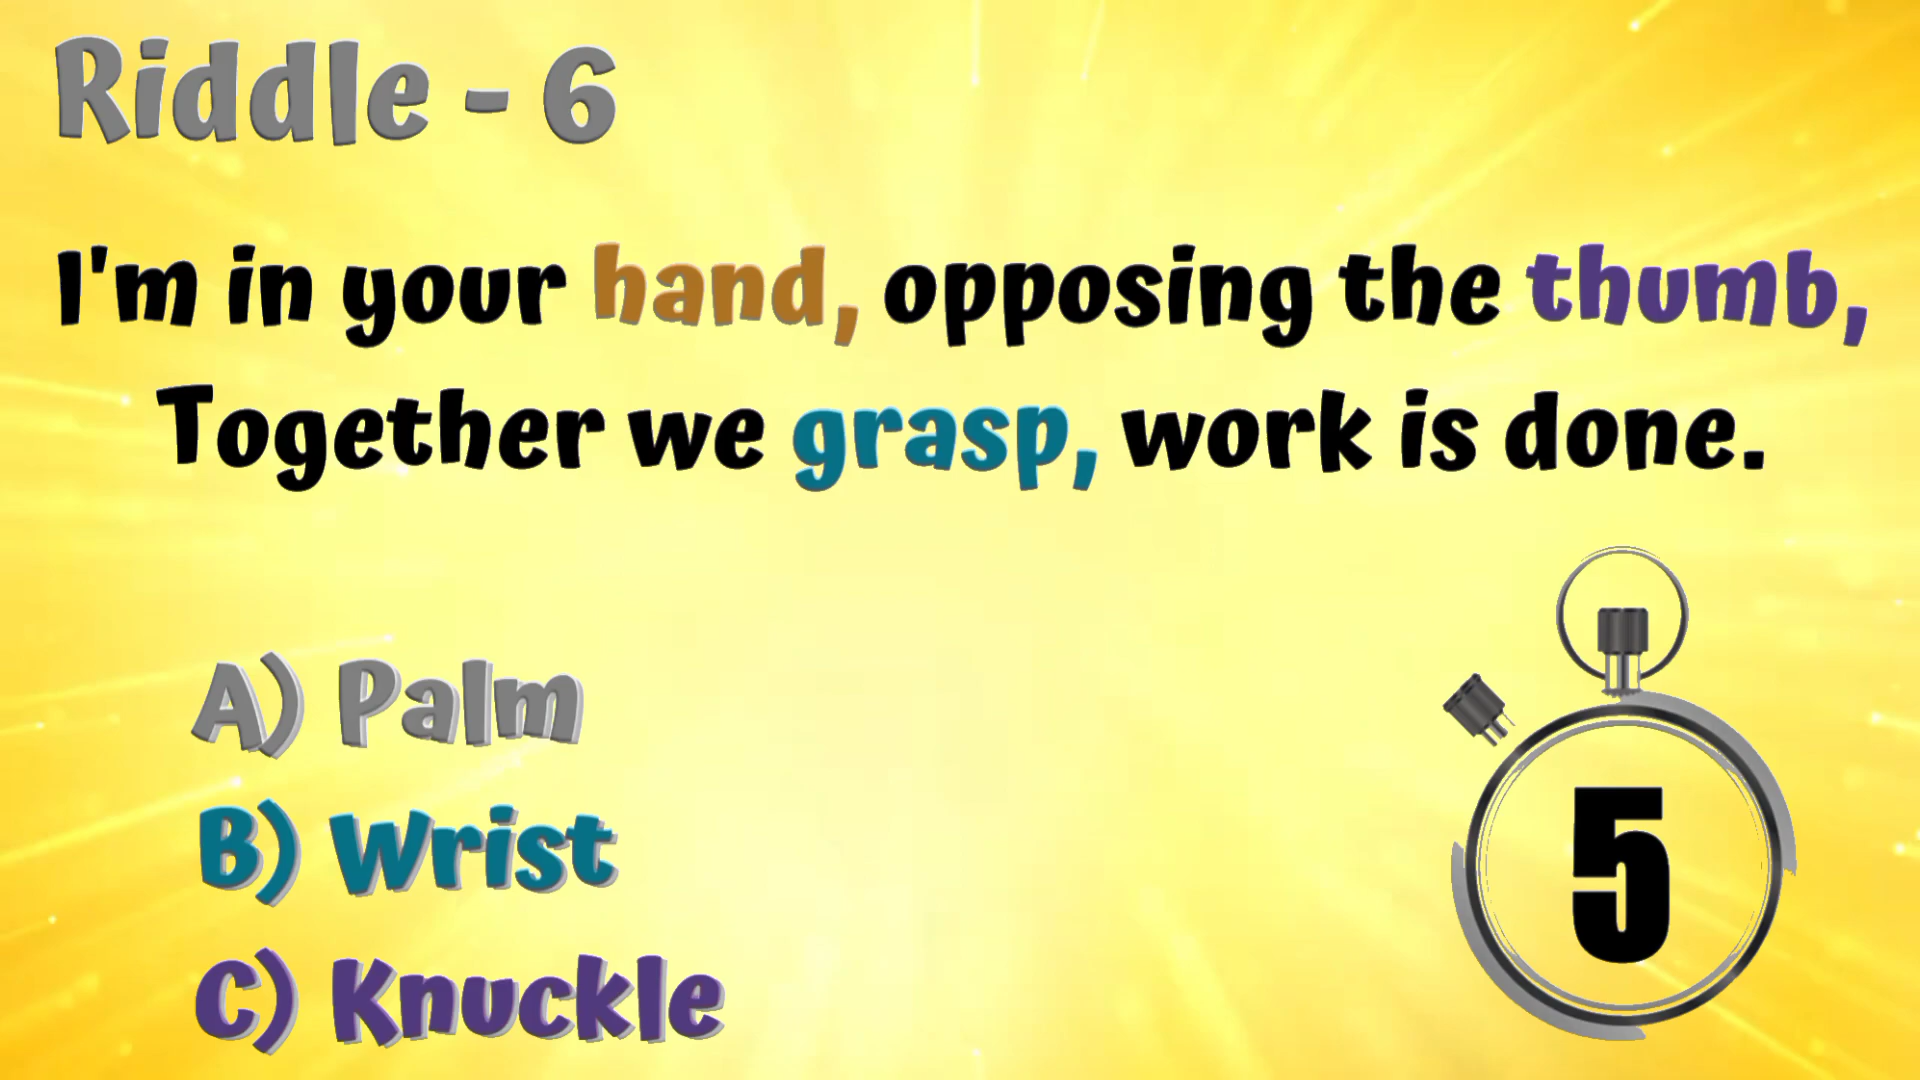 Riddle - 6
I'm in your hand, opposing the thumb,
Together we grasp, work is done.
A) Palm
B) Wrist
C) Knuckle
5